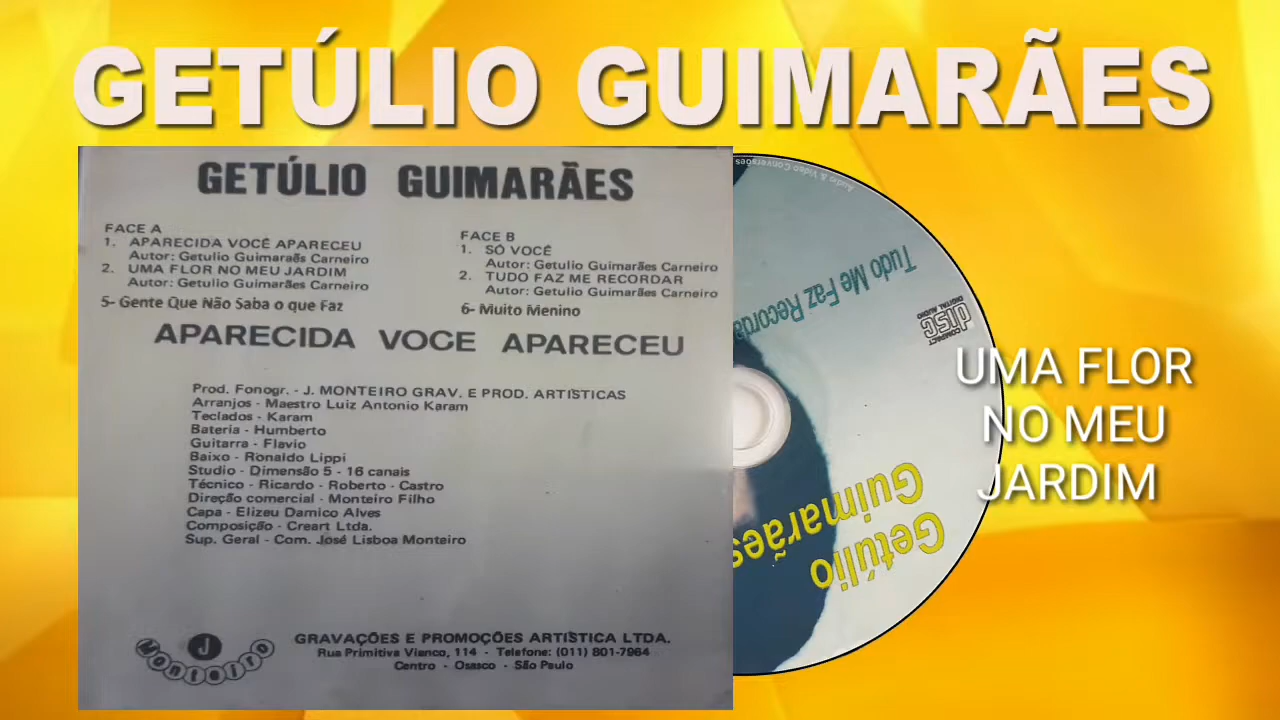 GETÚLIO GUIMARÃES
GETÚLIO GUIMARÃES
FACE A
1. APARECIDA VOCÊ APARECEU
Autor: Getulio Guimarães Carneiro
2. UMA FLOR NO MEU JARDIM
Autor: Getulio Guimarães Carneiro
5- Gente Que Não Saba o que Faz
FACE B
1. SÓ VOCÊ
Autor: Getulio Guimarães Carneiro
2. TUDO FAZ ME RECORDAR
Autor: Getulio Guimarães Carneiro
6- Muito Menino
APARECIDA VOCE APARECEU
Prod. Fonogr. - J. MONTEIRO GRAV. E PROD. ARTÍSTICAS
Arranjos - Maestro Luiz Antonio Karam
Teclados - Karam
Bateria - Humberto
Guitarra - Flavio
Baixo - Ronaldo Lippi
Studio - Dimensão 5 - 16 canais
Técnico - Ricardo - Roberto - Castro
Direção comercial - Monteiro Filho
Capa - Elizeu Damico Alves
Composição - Creart Ltda.
Sup. Geral - Com. José Lisboa Monteiro
J
Monteiro
GRAVAÇÕES E PROMOÇÕES ARTÍSTICA LTDA.
Rua Primitiva Vianco, 114 - Telefone: (011) 801-7964
Centro - Osasco - São Paulo
Audio & Video Conversões
Tudo Me Faz Recorda
COMPACT
disc
DIGITAL AUDIO
Getúlio
Guimarães
UMA FLOR
NO MEU
JARDIM